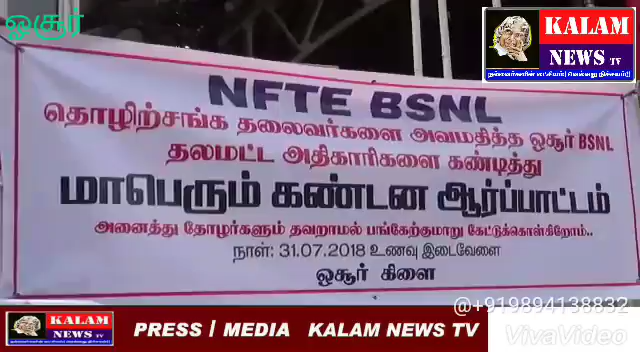 ஒசூர்
KALAM
NEWS TV
NFTE BSNL
தொழிற்சங்க தலைவர்களை அவமதித்த ஒசூர் BSNL
தலமட்ட அதிகாரிகளை கண்டித்து
மாபெரும் கண்டன ஆர்ப்பாட்டம்
அனைத்து தோழர்களும் தவறாமல் பங்கேற்குமாறு கேட்டுக்கொள்கிறோம்..
நாள்: 31.07.2018 உணவு இடைவேளை
ஒசூர் கிளை
@+919894138832
KALAM
NEWS TV
PRESS / MEDIA KALAM NEWS TV
VivaVideo